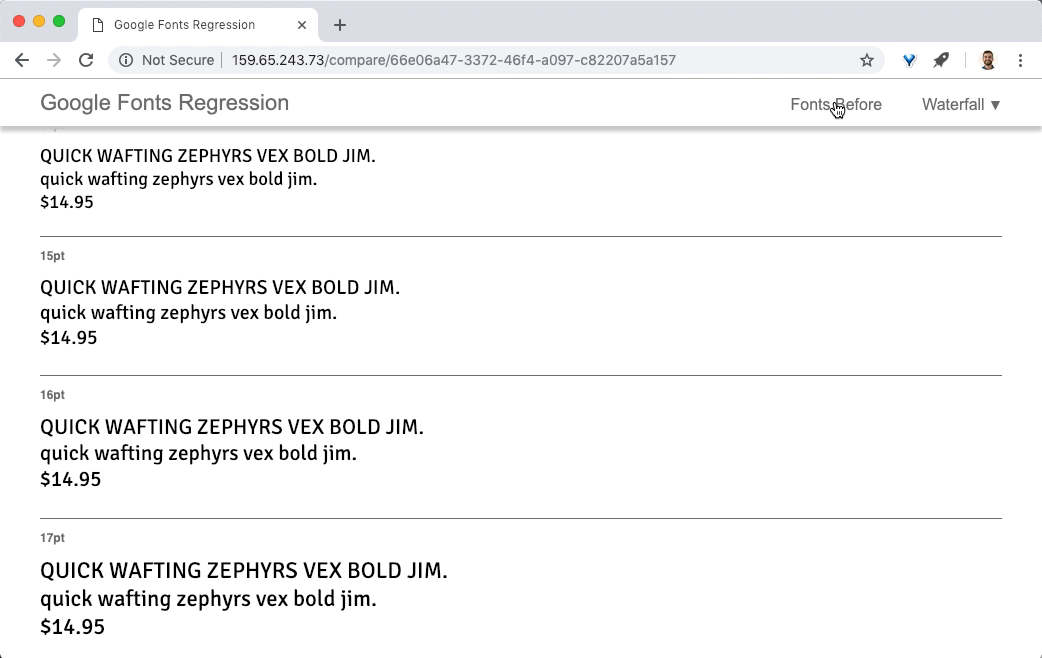 Google Fonts Regression
Not Secure 159.65.243.73/compare/66e06a47-3372-46f4-a097-c82207a5a157
Google Fonts Regression Fonts Before Waterfall ▼
QUICK WAFTING ZEPHYRS VEX BOLD JIM.
quick wafting zephyrs vex bold jim.
$14.95
15pt
QUICK WAFTING ZEPHYRS VEX BOLD JIM.
quick wafting zephyrs vex bold jim.
$14.95
16pt
QUICK WAFTING ZEPHYRS VEX BOLD JIM.
quick wafting zephyrs vex bold jim.
$14.95
17pt
QUICK WAFTING ZEPHYRS VEX BOLD JIM.
quick wafting zephyrs vex bold jim.
$14.95